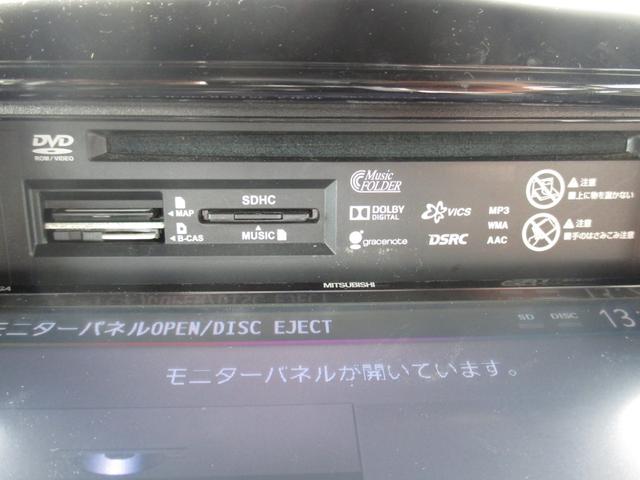 DVD
ROM/VIDEO
SDHC
MAP
B-CAS
MUSIC
Music
FOLDER
DOLBY
DIGITAL
VICS
MP3
WMA
AAC
gracenote
DSRC
注意
扉上に物を置かない
注意
扉手のはさみこみ注意
MITSUBISHI
モニターパネルOPEN/DISC EJECT
SD DISC
モニターパネルが開いています。